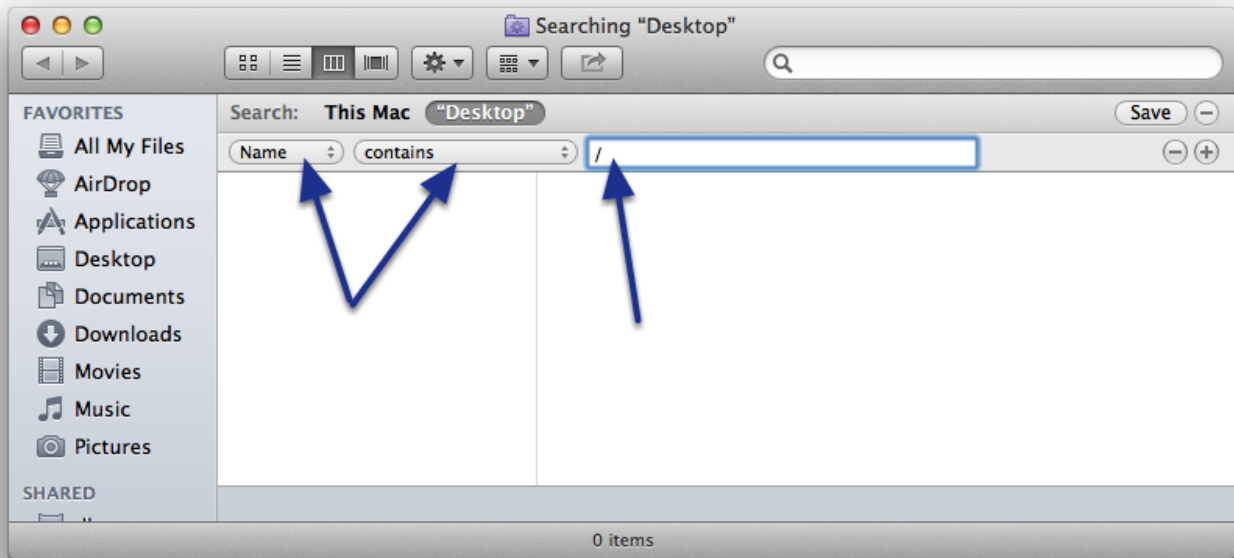 Searching “Desktop”
FAVORITES
All My Files
AirDrop
Applications
Desktop
Documents
Downloads
Movies
Music
Pictures
SHARED
Search: This Mac “Desktop” Save
Name contains /
0 items